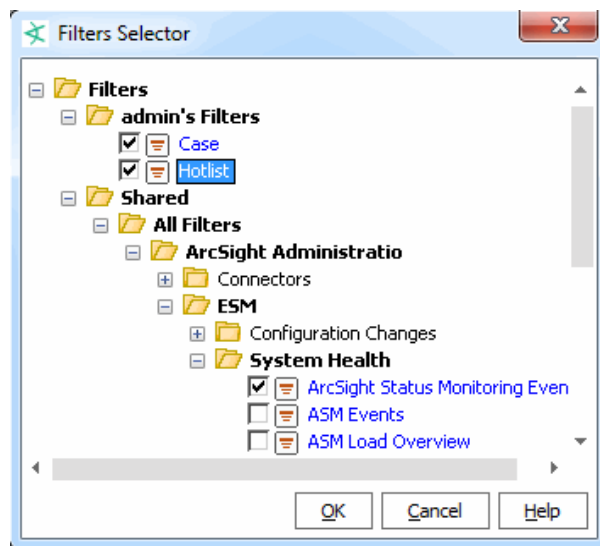 Filters Selector
Filters
admin's Filters
Case
Hotlist
Shared
All Filters
ArcSight Administratio
Connectors
ESM
Configuration Changes
System Health
ArcSight Status Monitoring Even
ASM Events
ASM Load Overview
OK Cancel Help